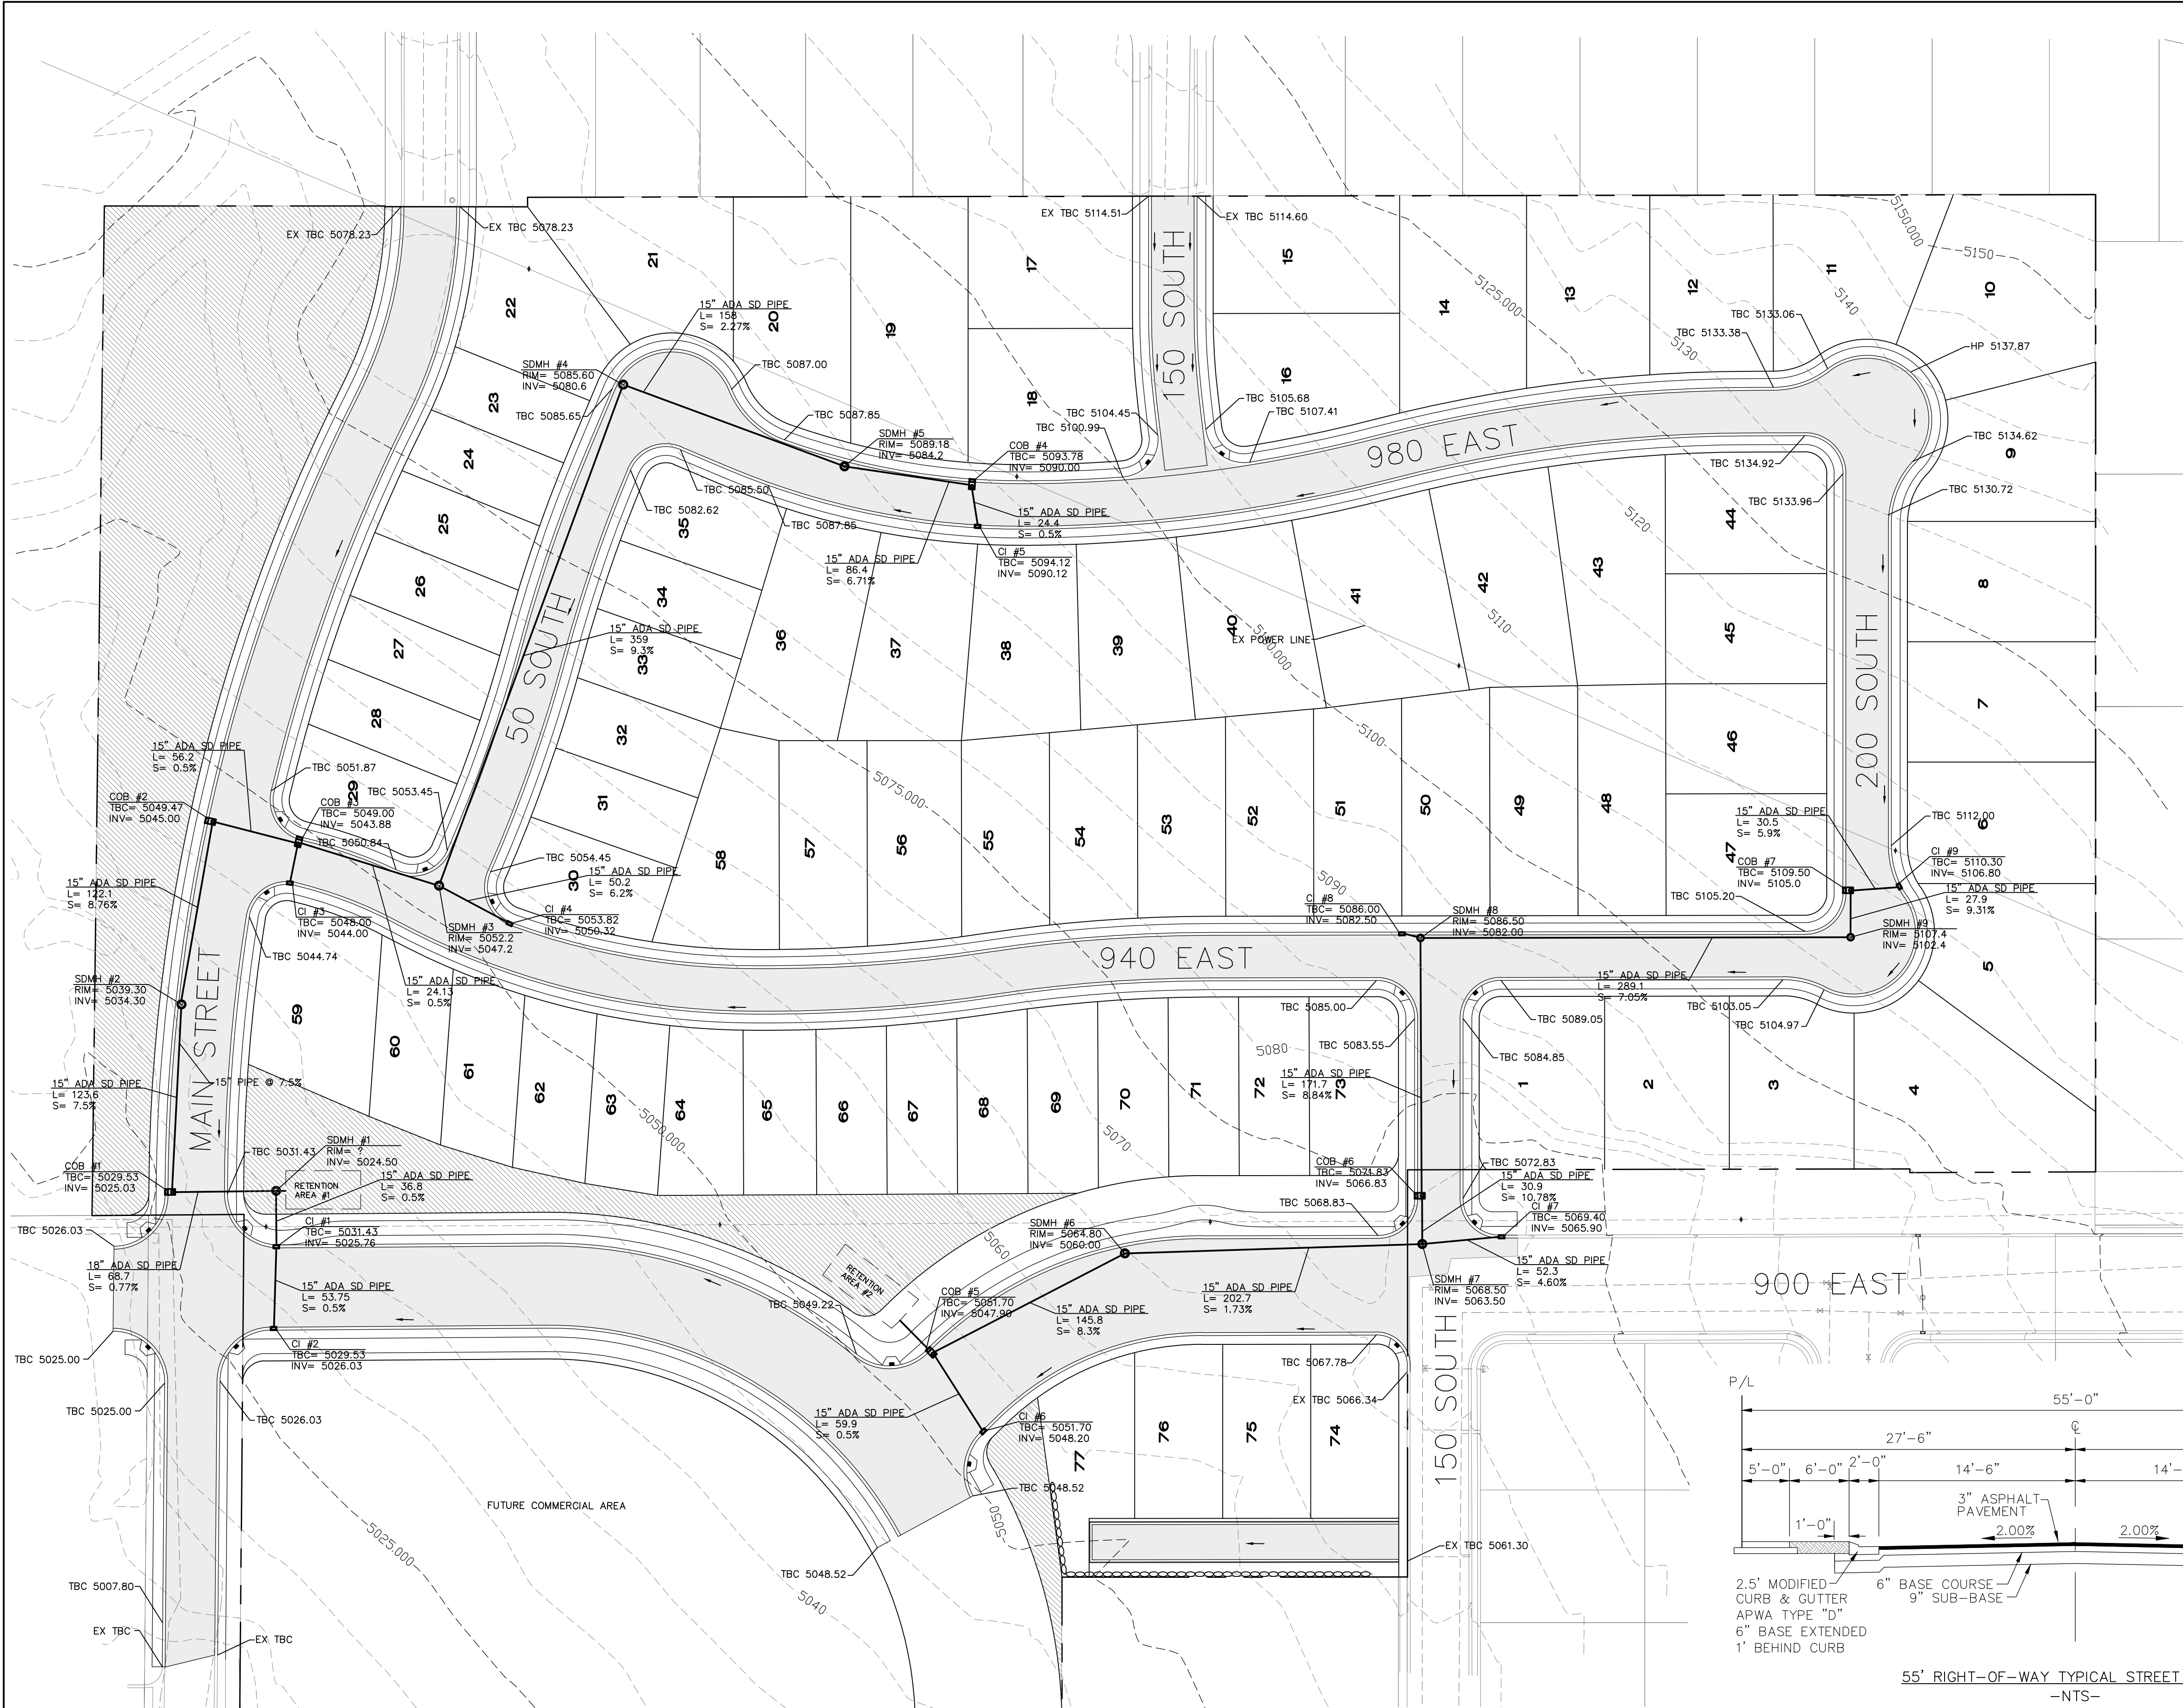 EX TBC 5078.23
EX TBC 5078.23
EX TBC 5114.51
EX TBC 5114.60
150 SOUTH
21
20
19
17
18
15
16
14
13
12
11
10
22
23
24
25
26
27
28
29
5125.000
5130
5140
5150.000
5150
15" ADA SD PIPE
L= 158
S= 2.27%
SDMH #4
RIM= 5085.60
INV= 5080.6
TBC 5085.65
TBC 5087.00
TBC 5087.85
SDMH #5
RIM= 5089.18
INV= 5084.2
COB #4
TBC= 5093.78
INV= 5090.00
TBC 5104.45
TBC 5100.99
TBC 5105.68
TBC 5107.41
TBC 5133.06
TBC 5133.38
HP 5137.87
980 EAST
TBC 5134.62
9
TBC 5134.92
TBC 5133.96
TBC 5130.72
TBC 5085.50
TBC 5082.62
TBC 5087.85
35
15" ADA SD PIPE
L= 24.4
S= 0.5%
CI #5
TBC= 5094.12
INV= 5090.12
15" ADA SD PIPE
L= 86.4
S= 6.71%
5120
44
45
46
47
8
7
6
5
34
33
32
31
30
36
37
38
39
40
41
42
43
5110
EX POWER LINE
5100.000
5100
15" ADA SD PIPE
L= 359
S= 9.3%
50 SOUTH
200 SOUTH
15" ADA SD PIPE
L= 56.2
S= 0.5%
TBC 5051.87
TBC 5053.45
COB #2
TBC= 5049.47
INV= 5045.00
COB #3
TBC= 5049.00
INV= 5043.88
TBC 5050.84
5075.000
58
57
56
55
54
53
52
51
50
49
48
15" ADA SD PIPE
L= 30.5
S= 5.9%
TBC 5112.00
COB #7
TBC= 5109.50
INV= 5105.0
CI #9
TBC= 5110.30
INV= 5106.80
TBC 5054.45
15" ADA SD PIPE
L= 50.2
S= 6.2%
5090
15" ADA SD PIPE
L= 122.1
S= 8.76%
15" ADA SD PIPE
L= 27.9
S= 9.31%
CI #3
TBC= 5048.00
INV= 5044.00
CI #4
TBC= 5053.82
INV= 5050.32
CI #8
TBC= 5086.00
INV= 5082.50
SDMH #8
RIM= 5086.50
INV= 5082.00
TBC 5105.20
SDMH #9
RIM= 5107.4
INV= 5102.4
SDMH #3
RIM= 5052.2
INV= 5047.2
TBC 5044.74
940 EAST
SDMH #2
RIM= 5039.30
INV= 5034.30
15" ADA SD PIPE
L= 24.13
S= 0.5%
15" ADA SD PIPE
L= 289.1
S= 7.05%
TBC 5085.00
TBC 5103.05
TBC 5104.97
TBC 5089.05
TBC 5083.55
TBC 5084.85
MAIN STREET
59
60
61
62
63
64
65
66
67
68
69
70
71
72
73
1
2
3
4
5080
5070
5060
5050.000
15" ADA SD PIPE
L= 123.6
S= 7.5%
15" PIPE @ 7.5%
15" ADA SD PIPE
L= 171.7
S= 8.84%
TBC 5031.43
SDMH #1
RIM= ?
INV= 5024.50
COB #1
TBC= 5029.53
INV= 5025.03
RETENTION
AREA #1
15" ADA SD PIPE
L= 36.8
S= 0.5%
COB #6
TBC= 5071.83
INV= 5066.83
TBC 5072.83
15" ADA SD PIPE
L= 30.9
S= 10.78%
TBC 5068.83
TBC 5026.03
CI #1
TBC= 5031.43
INV= 5025.76
SDMH #6
RIM= 5064.80
INV= 5060.00
CI #7
TBC= 5069.40
INV= 5065.90
18" ADA SD PIPE
L= 68.7
S= 0.77%
15" ADA SD PIPE
L= 53.75
S= 0.5%
RETENTION
AREA #2
TBC 5049.22
COB #5
TBC= 5051.70
INV= 5047.90
15" ADA SD PIPE
L= 145.8
S= 8.3%
15" ADA SD PIPE
L= 202.7
S= 1.73%
SDMH #7
RIM= 5068.50
INV= 5063.50
15" ADA SD PIPE
L= 52.3
S= 4.60%
900 EAST
TBC 5025.00
CI #2
TBC= 5029.53
INV= 5026.03
TBC 5067.78
EX TBC 5066.34
TBC 5025.00
TBC 5026.03
15" ADA SD PIPE
L= 59.9
S= 0.5%
CI #6
TBC= 5051.70
INV= 5048.20
77
76
75
74
150 SOUTH
TBC 5048.52
5050
FUTURE COMMERCIAL AREA
5025.000
EX TBC 5061.30
TBC 5048.52
5040
TBC 5007.80
EX TBC
EX TBC
P/L
55'-0"
27'-6"
5'-0"
6'-0"
2'-0"
14'-6"
14'-
3" ASPHALT
PAVEMENT
1'-0"
2.00%
2.00%
2.5' MODIFIED
CURB & GUTTER
APWA TYPE "D"
6" BASE EXTENDED
1' BEHIND CURB
6" BASE COURSE
9" SUB-BASE
55' RIGHT-OF-WAY TYPICAL STREET
-NTS-